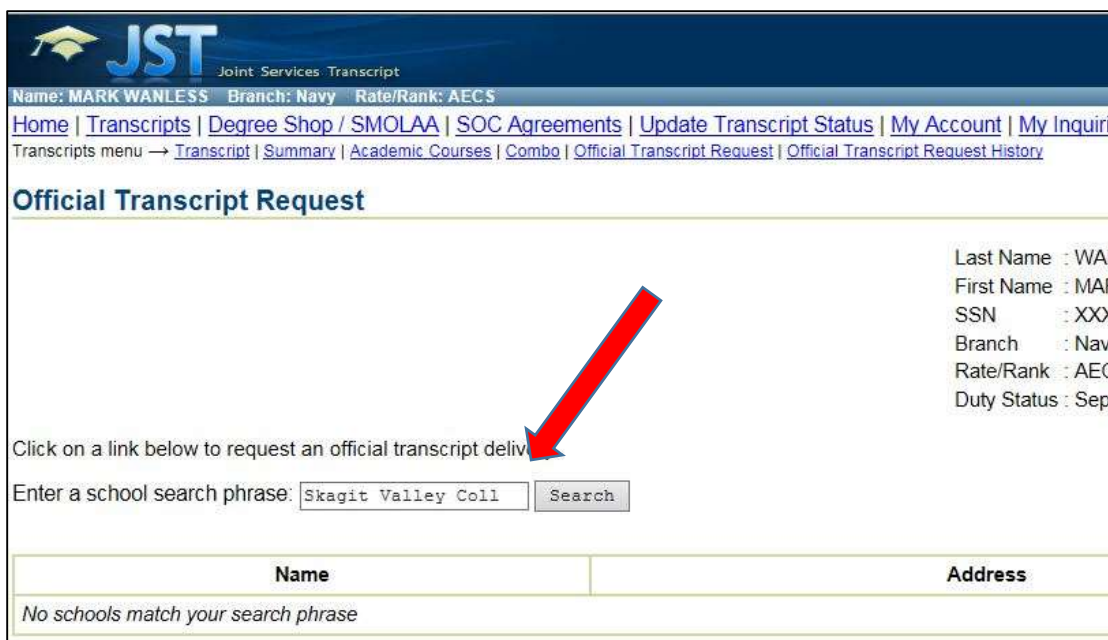 JST
Joint Services Transcript
Name: MARK WANLESS Branch: Navy Rate/Rank: AECS
Home | Transcripts | Degree Shop / SMOLAA | SOC Agreements | Update Transcript Status | My Account | My Inquiri
Transcripts menu → Transcript | Summary | Academic Courses | Combo | Official Transcript Request | Official Transcript Request History
Official Transcript Request
Last Name : WA
First Name : MA
SSN : XXX
Branch : Nav
Rate/Rank : AEC
Duty Status : Sep
Click on a link below to request an official transcript deliv
Enter a school search phrase: Skagit Valley Coll Search
Name Address
No schools match your search phrase